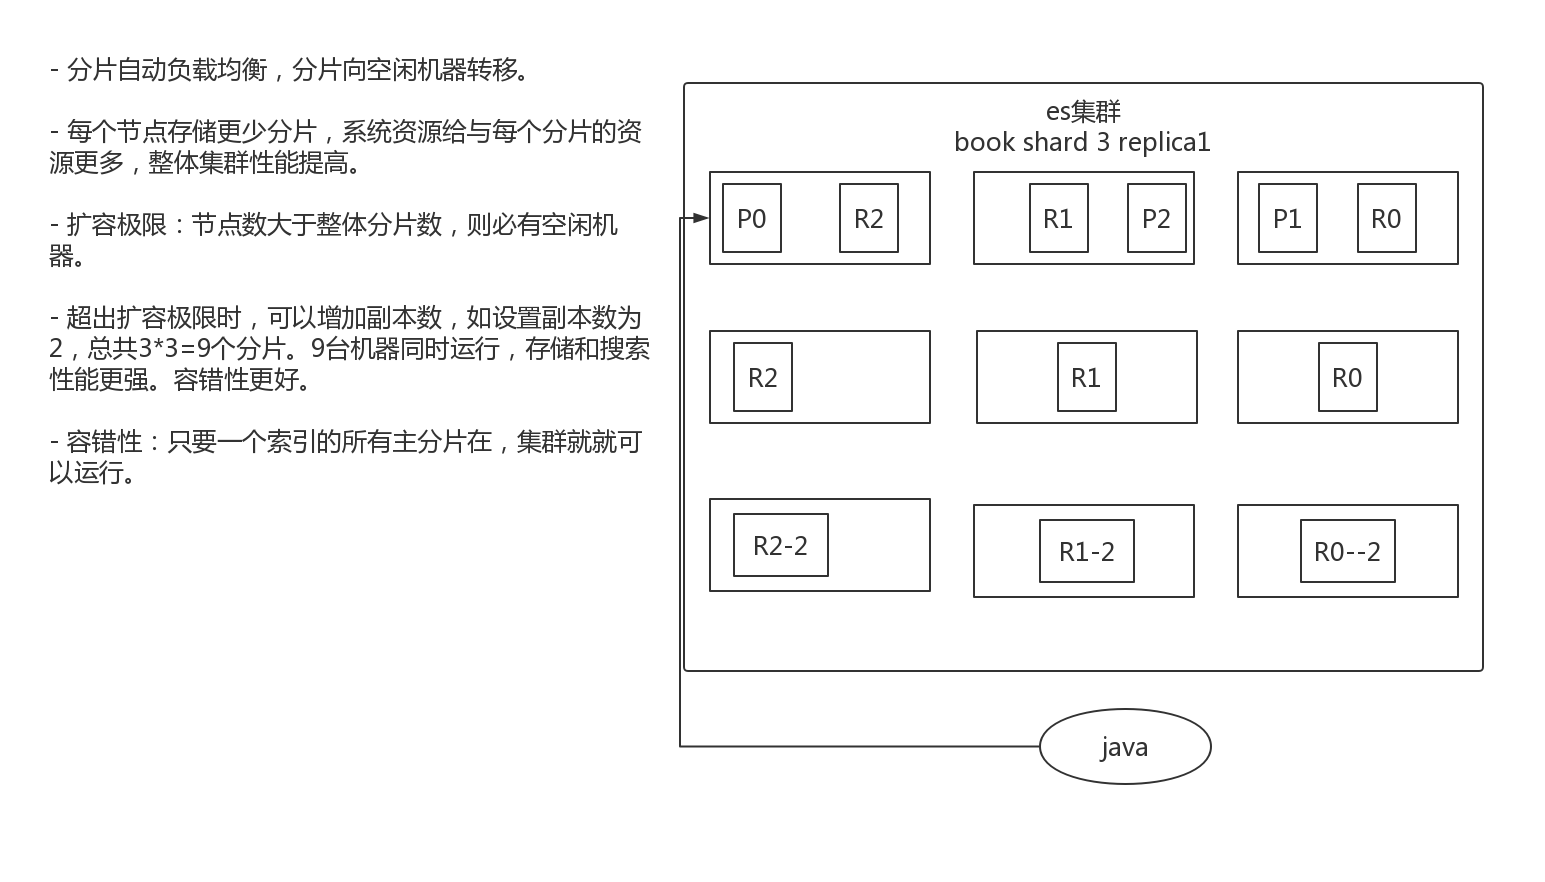 - 分片自动负载均衡，分片向空闲机器转移。
- 每个节点存储更少分片，系统资源给与每个分片的资
源更多，整体集群性能提高。
- 扩容极限：节点数大于整体分片数，则必有空闲机
器。
- 超出扩容极限时，可以增加副本数，如设置副本数为
2，总共3*3=9个分片。9台机器同时运行，存储和搜索
性能更强。容错性更好。
- 容错性：只要一个索引的所有主分片在，集群就就可
以运行。
es集群
book shard 3 replica1
P0 R2 R1 P2 P1 R0
R2 R1 R0
R2-2 R1-2 R0--2
java